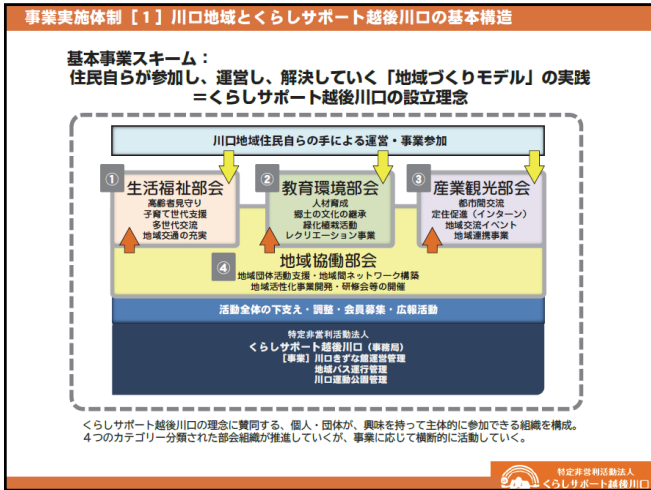 事業実施体制［１］川口地域とくらしサポート越後川口の基本構造
基本事業スキーム：
住民自らが参加し、運営し、解決していく「地域づくりモデル」の実践
＝くらしサポート越後川口の設立理念
川口地域住民自らの手による運営・事業参加
①
生活福祉部会
高齢者見守り
子育て世代支援
多世代交流
地域交通の充実
②
教育環境部会
人材育成
郷土の文化の継承
緑化植栽活動
レクリエーション事業
③
産業観光部会
都市間交流
定住促進（インターン）
地域交流イベント
地域連携事業
④
地域協働部会
地域団体活動支援・地域間ネットワーク構築
地域活性化事業開発・研修会等の開催
活動全体の下支え・調整・会員募集・広報活動
特定非営利活動法人
くらしサポート越後川口（事務局）
［事業］川口きずな館運営管理
地域バス運行管理
川口運動公園管理
くらしサポート越後川口の理念に賛同する、個人・団体が、興味を持って主体的に参加できる組織を構成。
４つのカテゴリー分類された部会組織が推進していくが、事業に応じて横断的に活動していく。
特定非営利活動法人
くらしサポート越後川口